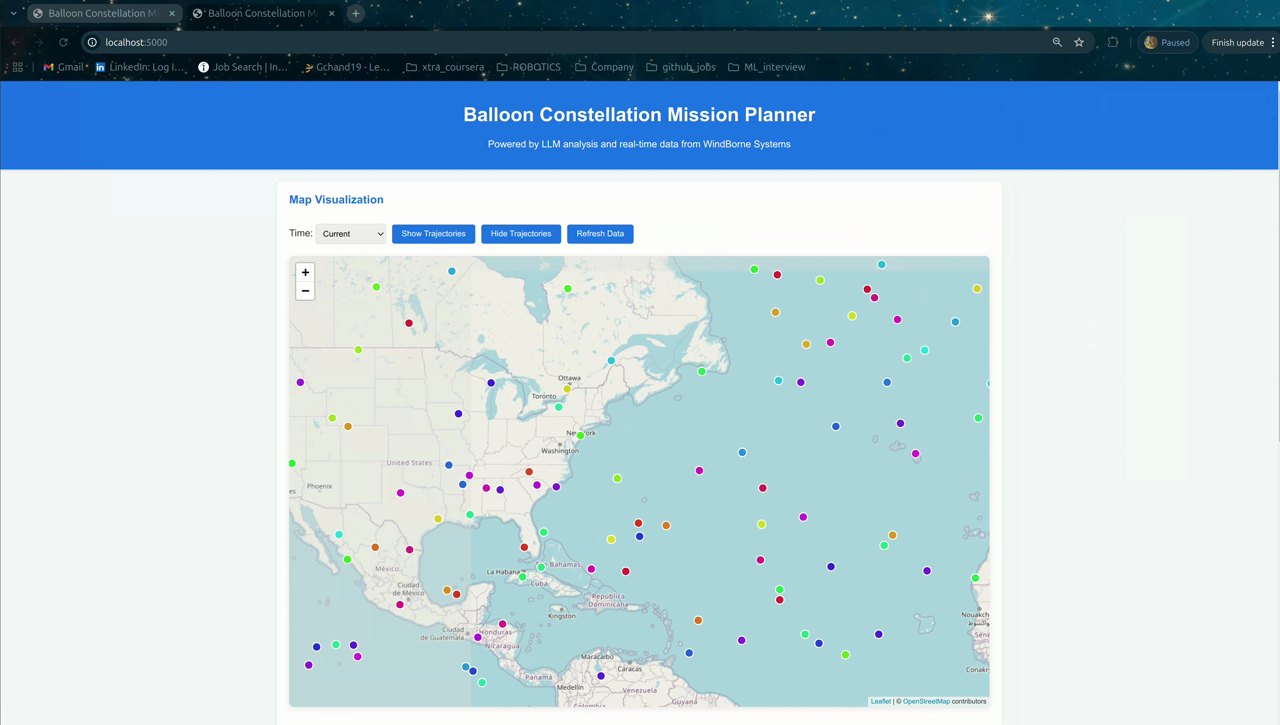 Balloon Constellation Mi
Balloon Constellation M
localhost:5000
Paused
Finish update
Gmail
LinkedIn: Log I...
Job Search | In...
Gchand19 - Le...
xtra_coursera
ROBOTICS
Company
github_jobs
ML_interview
Balloon Constellation Mission Planner
Powered by LLM analysis and real-time data from WindBorne Systems
Map Visualization
Time:
Current
Show Trajectories
Hide Trajectories
Refresh Data
+
−
Ottawa
Toronto
New York
Washington
United States
Phoenix
es
La Habana
Bahamas
Cuba
México
Ciudad
de México
Kingston
Republica
Dominicana
Ciudad
de Guatemala
Honduras
Nicaragua
Nouakch
نواكشوط
Séné
Conakr
Maracaibo
Caracas
Panamá
Medellín
Venezuela
Colombia
Guyana
Leaflet | © OpenStreetMap contributors